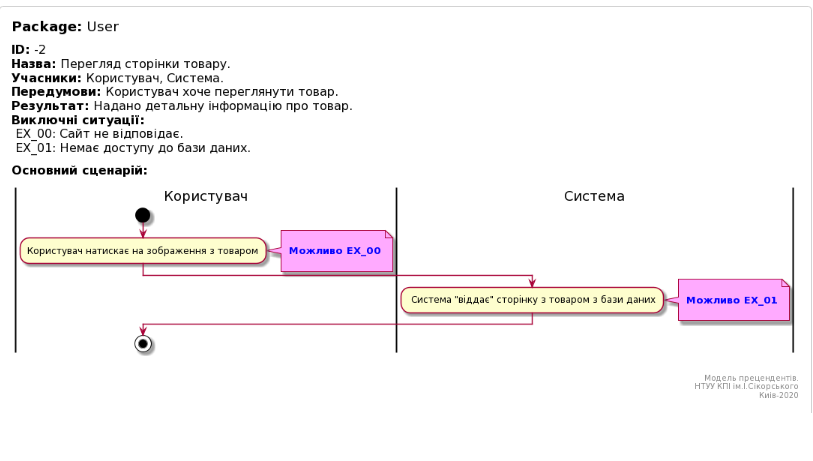 Package: User
ID: -2
Назва: Перегляд сторінки товару.
Учасники: Користувач, Система.
Передумови: Користувач хоче переглянути товар.
Результат: Надано детальну інформацію про товар.
Виключні ситуації:
EX_00: Сайт не відповідає.
EX_01: Немає доступу до бази даних.
Основний сценарій:
Користувач
Система
Користувач натискає на зображення з товаром
Можливо EX_00
Система "віддає" сторінку з товаром з бази даних
Можливо EX_01
Модель прецендентів.
НТУУ КПІ ім.І.Сікорського
Киів-2020